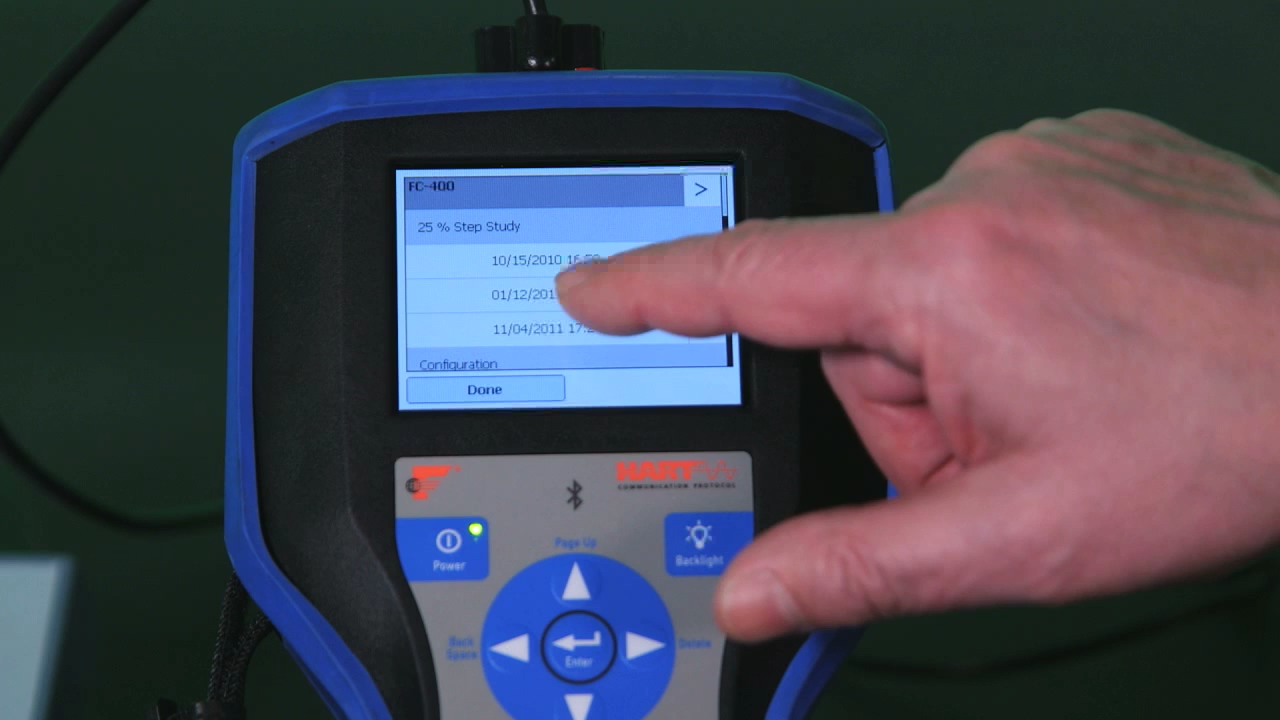 FC-400
>
25 % Step Study
10/15/2010
01/12/201
11/04/2011 17:2
Configuration
Done
HART
COMMUNICATION PROTOCOL
Power
Backlight
Page Up
Back Space
Delete
Enter